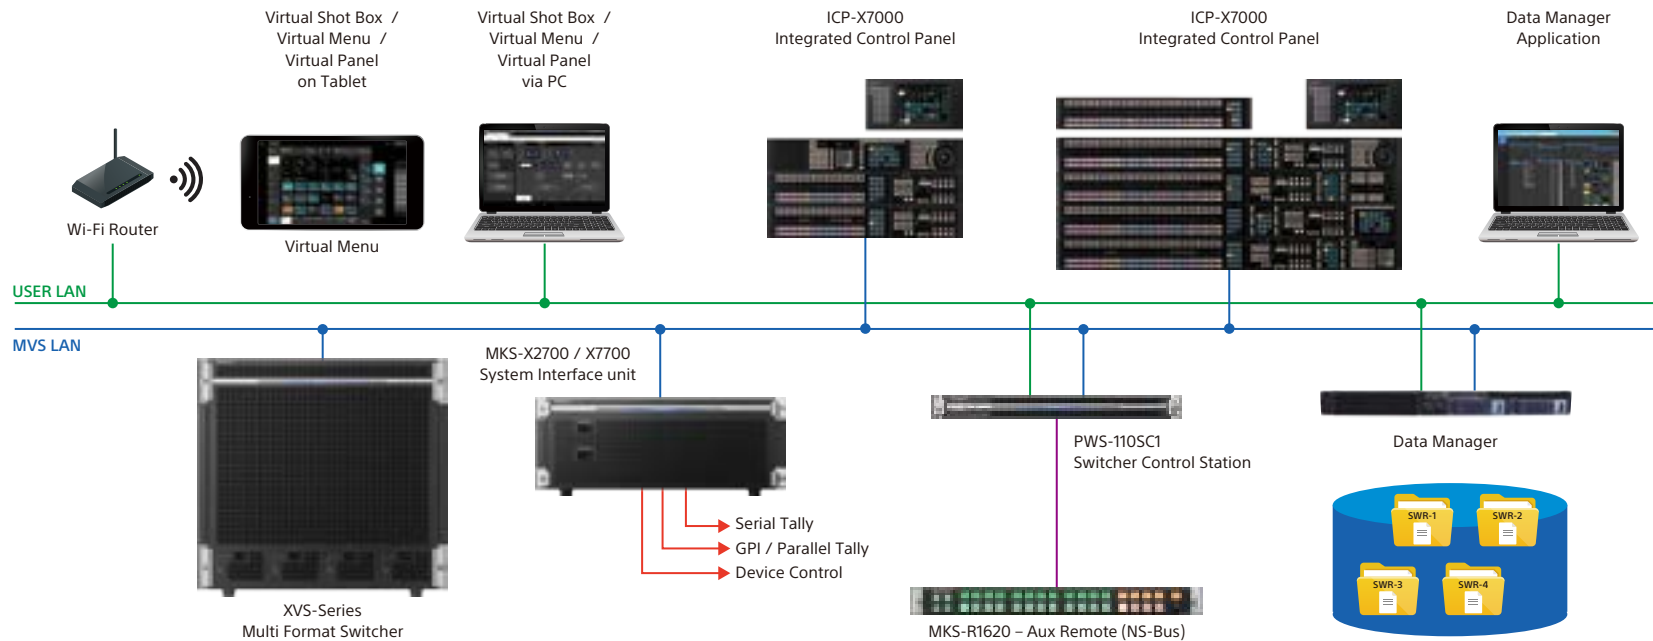 Virtual Shot Box /
Virtual Menu /
Virtual Panel
on Tablet
Virtual Shot Box /
Virtual Menu /
Virtual Panel
via PC
ICP-X7000
Integrated Control Panel
ICP-X7000
Integrated Control Panel
Data Manager
Application
Wi-Fi Router
Virtual Menu
USER LAN
MVS LAN
MKS-X2700 / X7700
System Interface unit
PWS-110SC1
Switcher Control Station
Data Manager
Serial Tally
GPI / Parallel Tally
Device Control
SWR-1
SWR-2
SWR-3
SWR-4
XVS-Series
Multi Format Switcher
MKS-R1620 – Aux Remote (NS-Bus)